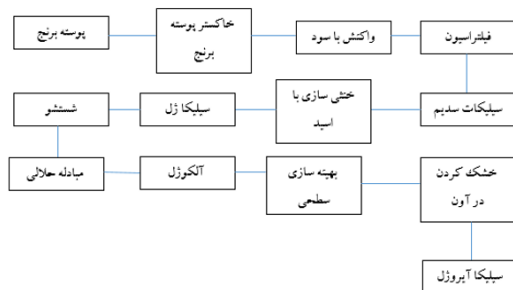 پوسته برنج
خاکستر پوسته
برنج
واکنش با سود
فیلتراسیون
سیلیکات سدیم
خنثی سازی با
اسید
سیلیکا ژل
شستشو
مبادله حلالی
آلکوژل
بهینه سازی
سطحی
خشک کردن
در آون
سیلیکا آیروژل